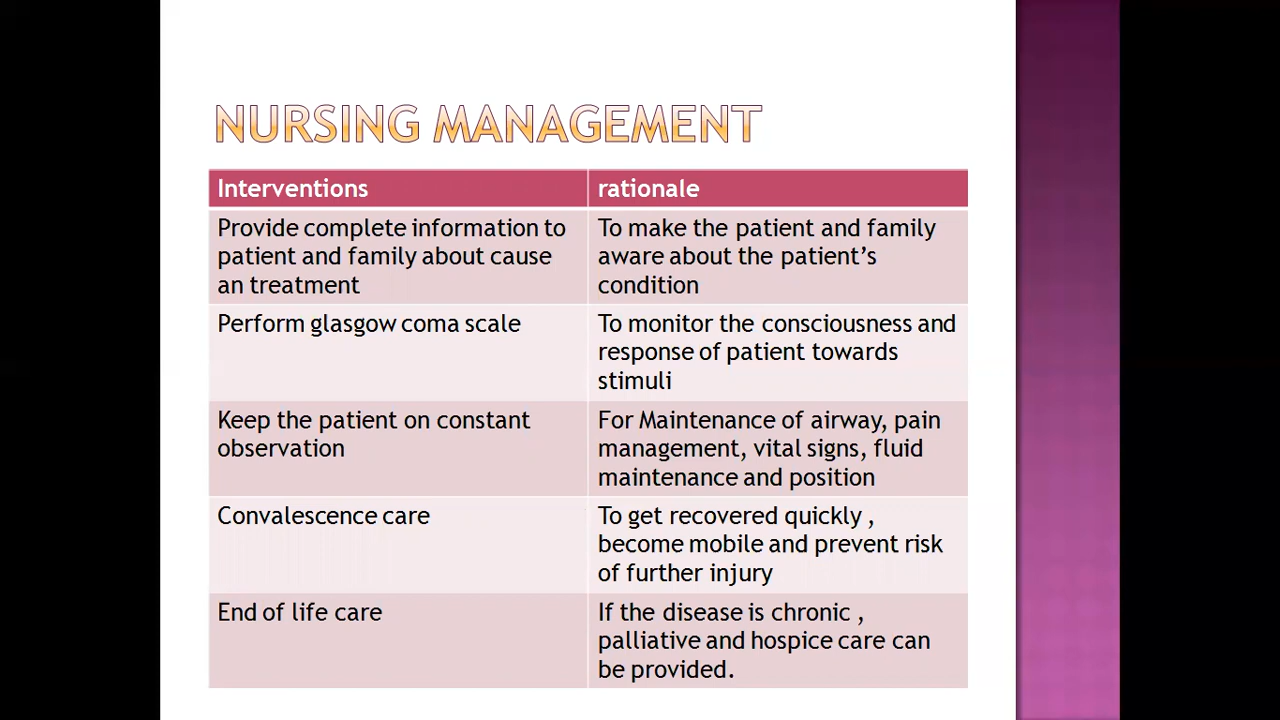 NURSING MANAGEMENT
Interventions
rationale
Provide complete information to
patient and family about cause
an treatment
To make the patient and family
aware about the patient’s
condition
Perform glasgow coma scale
To monitor the consciousness and
response of patient towards
stimuli
Keep the patient on constant
observation
For Maintenance of airway, pain
management, vital signs, fluid
maintenance and position
Convalescence care
To get recovered quickly ,
become mobile and prevent risk
of further injury
End of life care
If the disease is chronic ,
palliative and hospice care can
be provided.